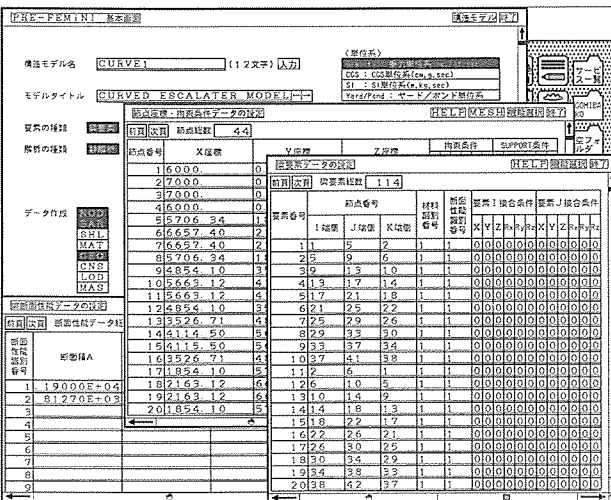 PRE-FEMINI 基本画面
構造モデル 終了
構造モデル名 CURVE1 (12文字) 入力
(単位系)
CGS : CGS単位系(cm,g,sec)
SI : SI単位系(m,kg,sec)
Yard/Pond : ヤード/ポンド単位系
モデルタイトル CURVED ESCALATER MODEL
要素の種類
解析の種類
データ作成
SHL
MAT
CNS
LOD
MAS
サービス一覧
GOMIBAKO
空フォルダ
節点座標・拘束条件データの設定 HELP MESH 機能選択 終了
前頁 次頁 節点総数 44
節点番号 X座標 Y座標 Z座標 拘束条件 SUPPORT条件
1 6000.
2 7000.
3 7000.
4 6000.
5 5706.34
6 6657.40
7 6657.40
8 5706.34
9 4854.10
10 5663.12
11 5663.12
12 4854.10
13 3526.71
14 4114.50
15 4115.50
16 3526.71
17 1854.10
18 2163.12
19 2163.12
20 1854.10
梁要素データの設定 HELP 機能選択 終了
前頁 次頁 梁要素総数 114
要素番号 節点番号 材料識別番号 断面性能識別番号 要素I接合条件 要素J接合条件
I端側 J端側 K端側 X Y Z Rx Ry Rz X Y Z Rx Ry Rz
1 1 5 2 1 1 0 0 0 0 0 0 0 0 0 0 0 0
2 5 9 6 1 1 0 0 0 0 0 0 0 0 0 0 0 0
3 9 13 10 1 1 0 0 0 0 0 0 0 0 0 0 0 0
4 13 17 14 1 1 0 0 0 0 0 0 0 0 0 0 0 0
5 17 21 18 1 1 0 0 0 0 0 0 0 0 0 0 0 0
6 21 25 22 1 1 0 0 0 0 0 0 0 0 0 0 0 0
7 25 29 26 1 1 0 0 0 0 0 0 0 0 0 0 0 0
8 29 33 30 1 1 0 0 0 0 0 0 0 0 0 0 0 0
9 33 37 34 1 1 0 0 0 0 0 0 0 0 0 0 0 0
10 37 41 38 1 1 0 0 0 0 0 0 0 0 0 0 0 0
11 2 6 1 1 1 0 0 0 0 0 0 0 0 0 0 0 0
12 6 10 5 1 1 0 0 0 0 0 0 0 0 0 0 0 0
13 10 14 9 1 1 0 0 0 0 0 0 0 0 0 0 0 0
14 14 18 13 1 1 0 0 0 0 0 0 0 0 0 0 0 0
15 18 22 17 1 1 0 0 0 0 0 0 0 0 0 0 0 0
16 22 26 21 1 1 0 0 0 0 0 0 0 0 0 0 0 0
17 26 30 25 1 1 0 0 0 0 0 0 0 0 0 0 0 0
18 30 34 29 1 1 0 0 0 0 0 0 0 0 0 0 0 0
19 34 38 33 1 1 0 0 0 0 0 0 0 0 0 0 0 0
20 38 42 37 1 1 0 0 0 0 0 0 0 0 0 0 0 0
梁断面性能データの設定
前頁 次頁 断面性能データ総
断面性能識別番号 断面積A
1 .19000E+04
2 .81270E+03
3
4
5
6
7
8
9